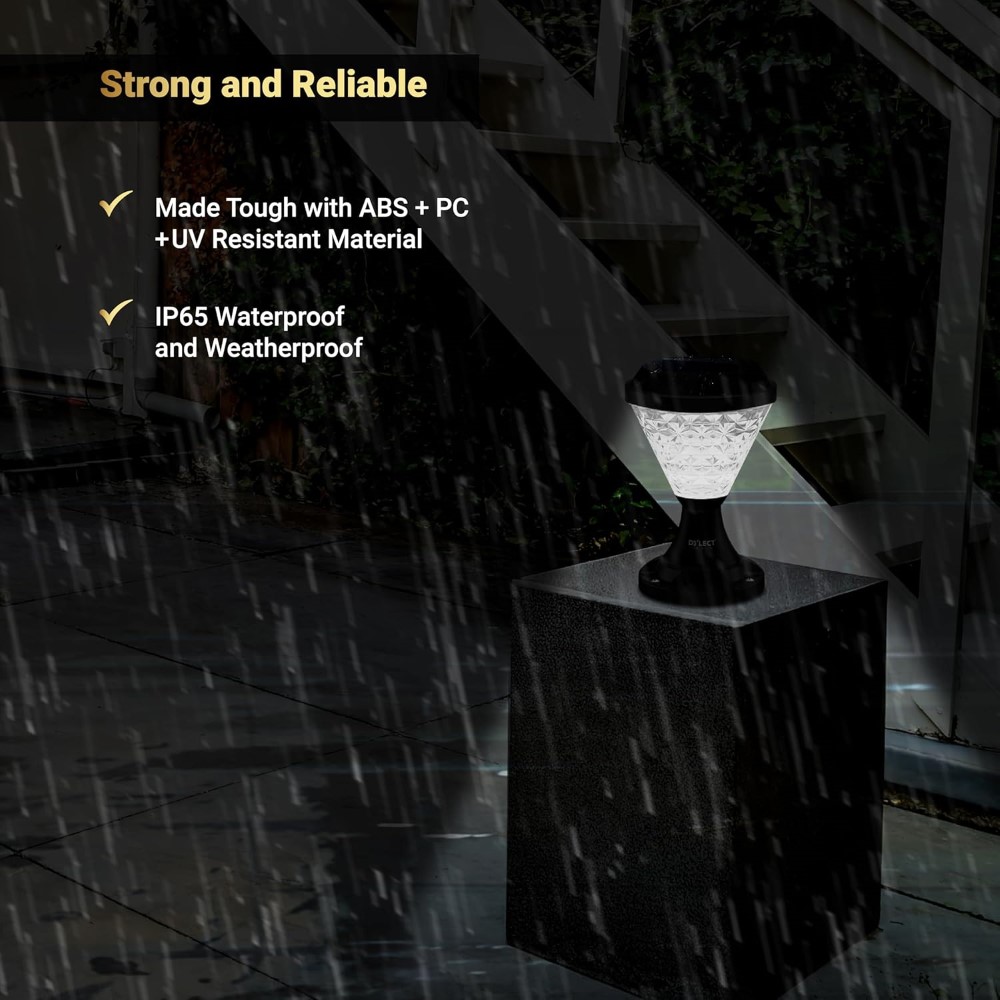 Strong and Reliable
Made Tough with ABS + PC
+UV Resistant Material
IP65 Waterproof
and Weatherproof